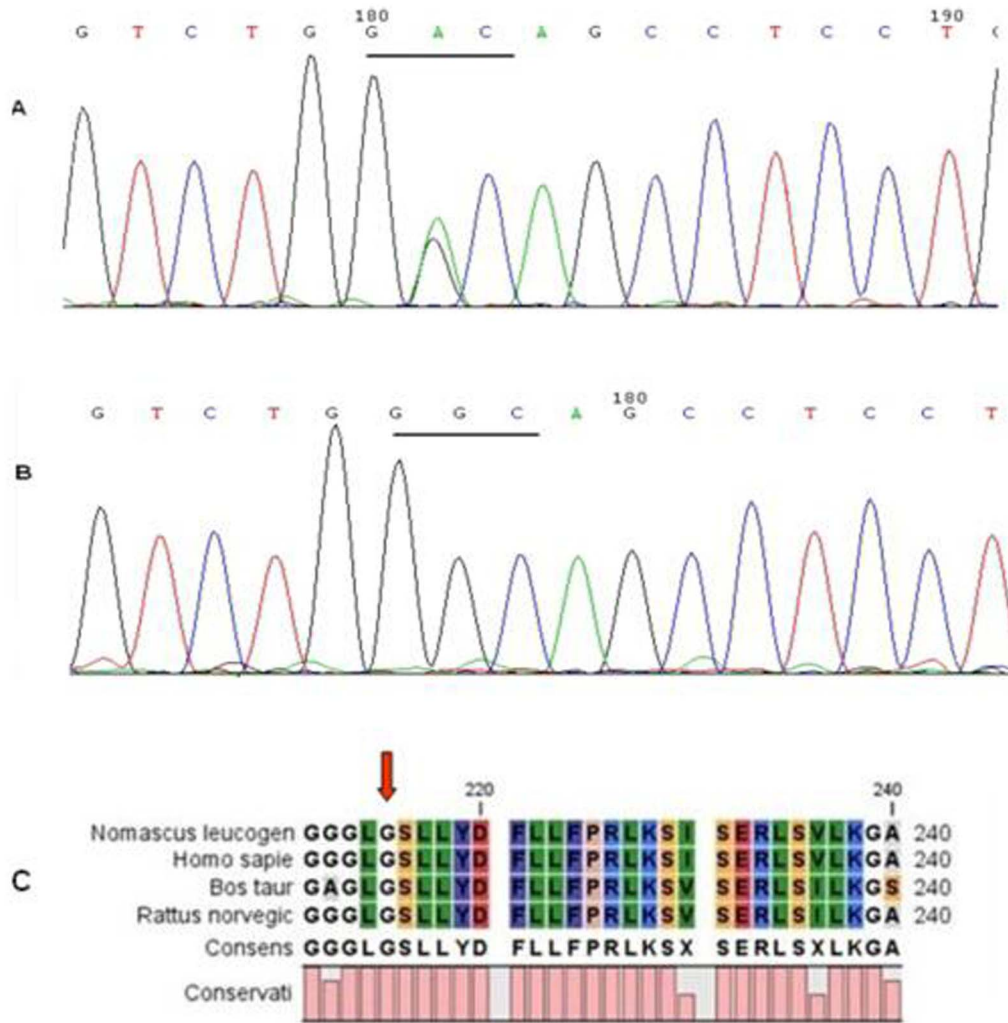 180 190
G T C T G G A C A G C C T C C T
A
180
G T C T G G G C A G C C T C C T
B
220 240
Nomascus leucogen GGGLGSLLYD FLLFPRLKSI SERLSVLKGA 240
Homo sapie GGGLGSLLYD FLLFPRLKSI SERLSVLKGA 240
C
Bos taur GAGLGSLLYD FLLFPRLKSV SERLSILKGS 240
Rattus norvegic GGGLGSLLYD FLLFPRLKSV SERLSILKGA 240
Consens GGGLGSLLYD FLLFPRLKSX SERLSXLKGA
Conservati